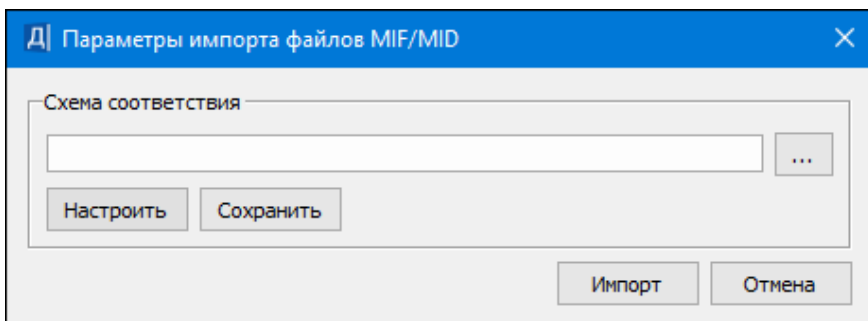 Д Параметры импорта файлов MIF/MID
Схема соответствия
...
Настроить Сохранить
Импорт Отмена